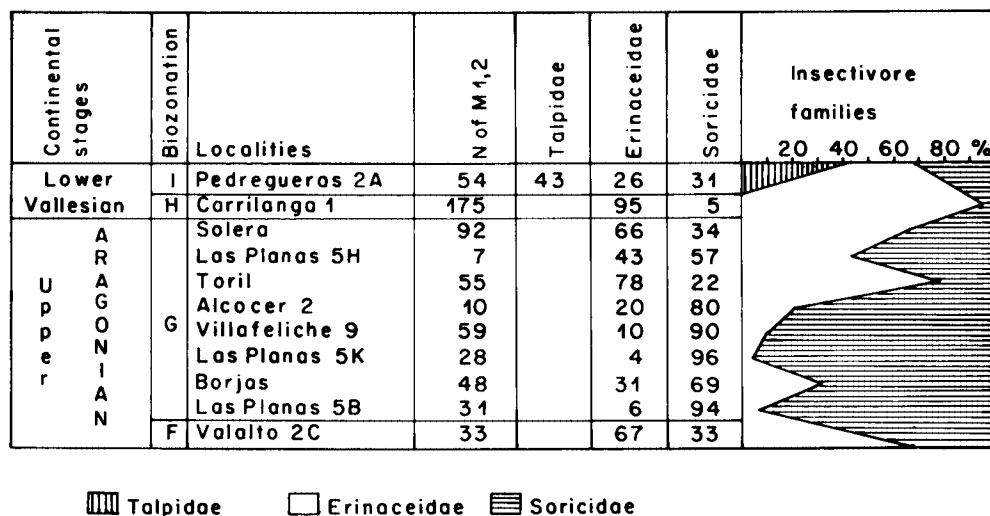 Continental stages Biozonation Localities N of M1,2 Talpidae Erinaceidae Soricidae Insectivore families
20 40 60 80 %
Lower Vallesian
I Pedregueras 2A 54 43 26 31
H Carrilanga 1 175 95 5
Upper ARAGONIAN
G
Solera 92 66 34
Las Planas 5H 7 43 57
Toril 55 78 22
Alcocer 2 10 20 80
Villafeliche 9 59 10 90
Las Planas 5K 28 4 96
Borjas 48 31 69
Las Planas 5B 31 6 94
F Valalto 2C 33 67 33
Talpidae Erinaceidae Soricidae